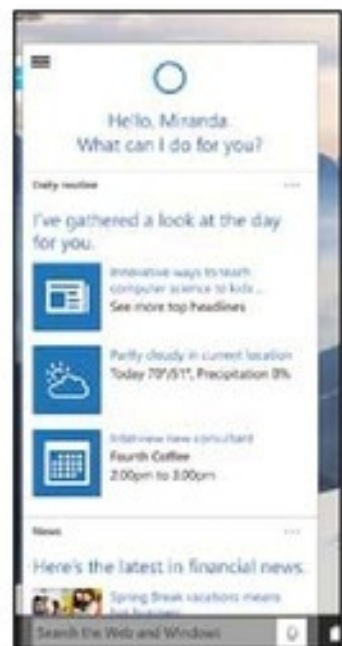 Hello, Miranda.
What can I do for you?
Daily routine
I've gathered a look at the day
for you.
Innovative ways to teach
computer science to kids ...
See more top headlines
Partly cloudy in current location
Today 70°/51°, Precipitation 0%
Interview new consultant
Fourth Coffee
2:00pm to 3:00pm
News
Here's the latest in financial news.
Spring Break vacations means
Search the Web and Windows